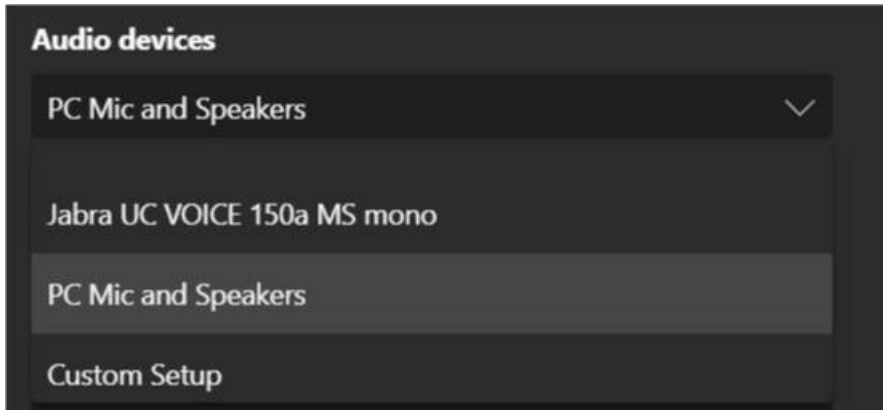 Audio devices
PC Mic and Speakers
Jabra UC VOICE 150a MS mono
PC Mic and Speakers
Custom Setup